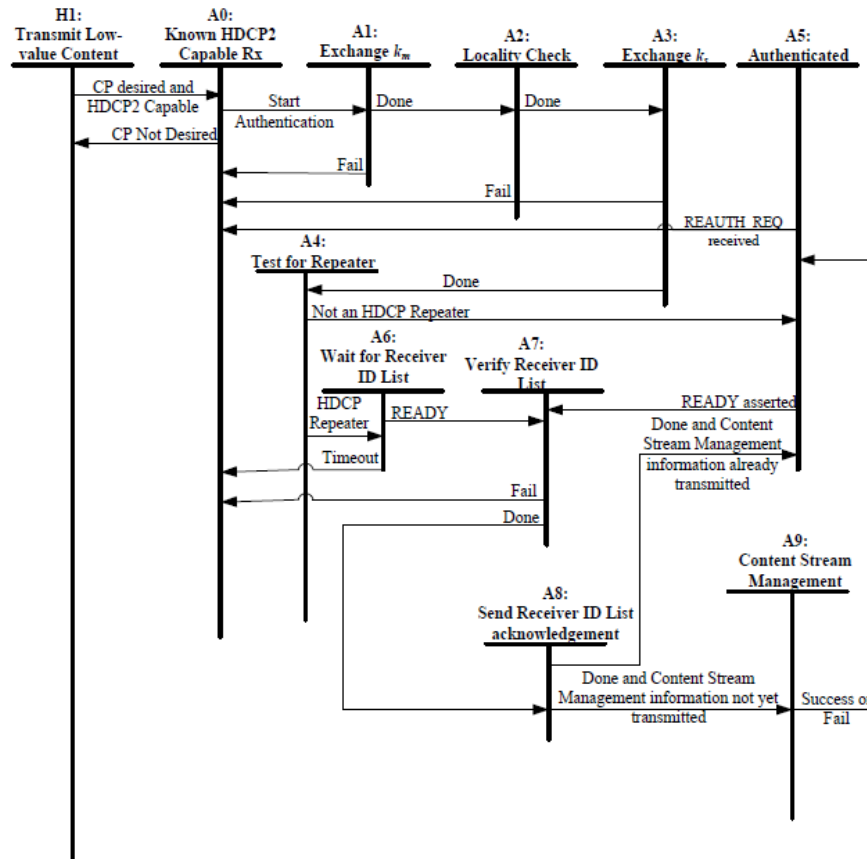 H1:
Transmit Low-
value Content
A0:
Known HDCP2
Capable Rx
A1:
Exchange km
A2:
Locality Check
A3:
Exchange ks
A5:
Authenticated
CP desired and
HDCP2 Capable
Start
Authentication
Done
Done
CP Not Desired
Fail
Fail
REAUTH_REQ
received
A4:
Test for Repeater
Done
Not an HDCP Repeater
A6:
Wait for Receiver
ID List
A7:
Verify Receiver ID
List
HDCP
Repeater
READY
READY asserted
Done and Content
Stream Management
information already
transmitted
Timeout
Fail
Done
A9:
Content Stream
Management
A8:
Send Receiver ID List
acknowledgement
Done and Content Stream
Management information not yet
transmitted
Success or
Fail